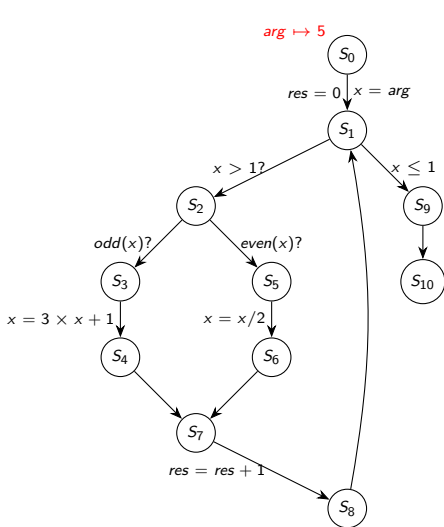 arg ↦ 5
S0
res = 0
x = arg
S1
x > 1?
x ≤ 1
S2
S9
odd(x)?
even(x)?
S3
S5
S10
x = 3 × x + 1
x = x/2
S4
S6
S7
res = res + 1
S8